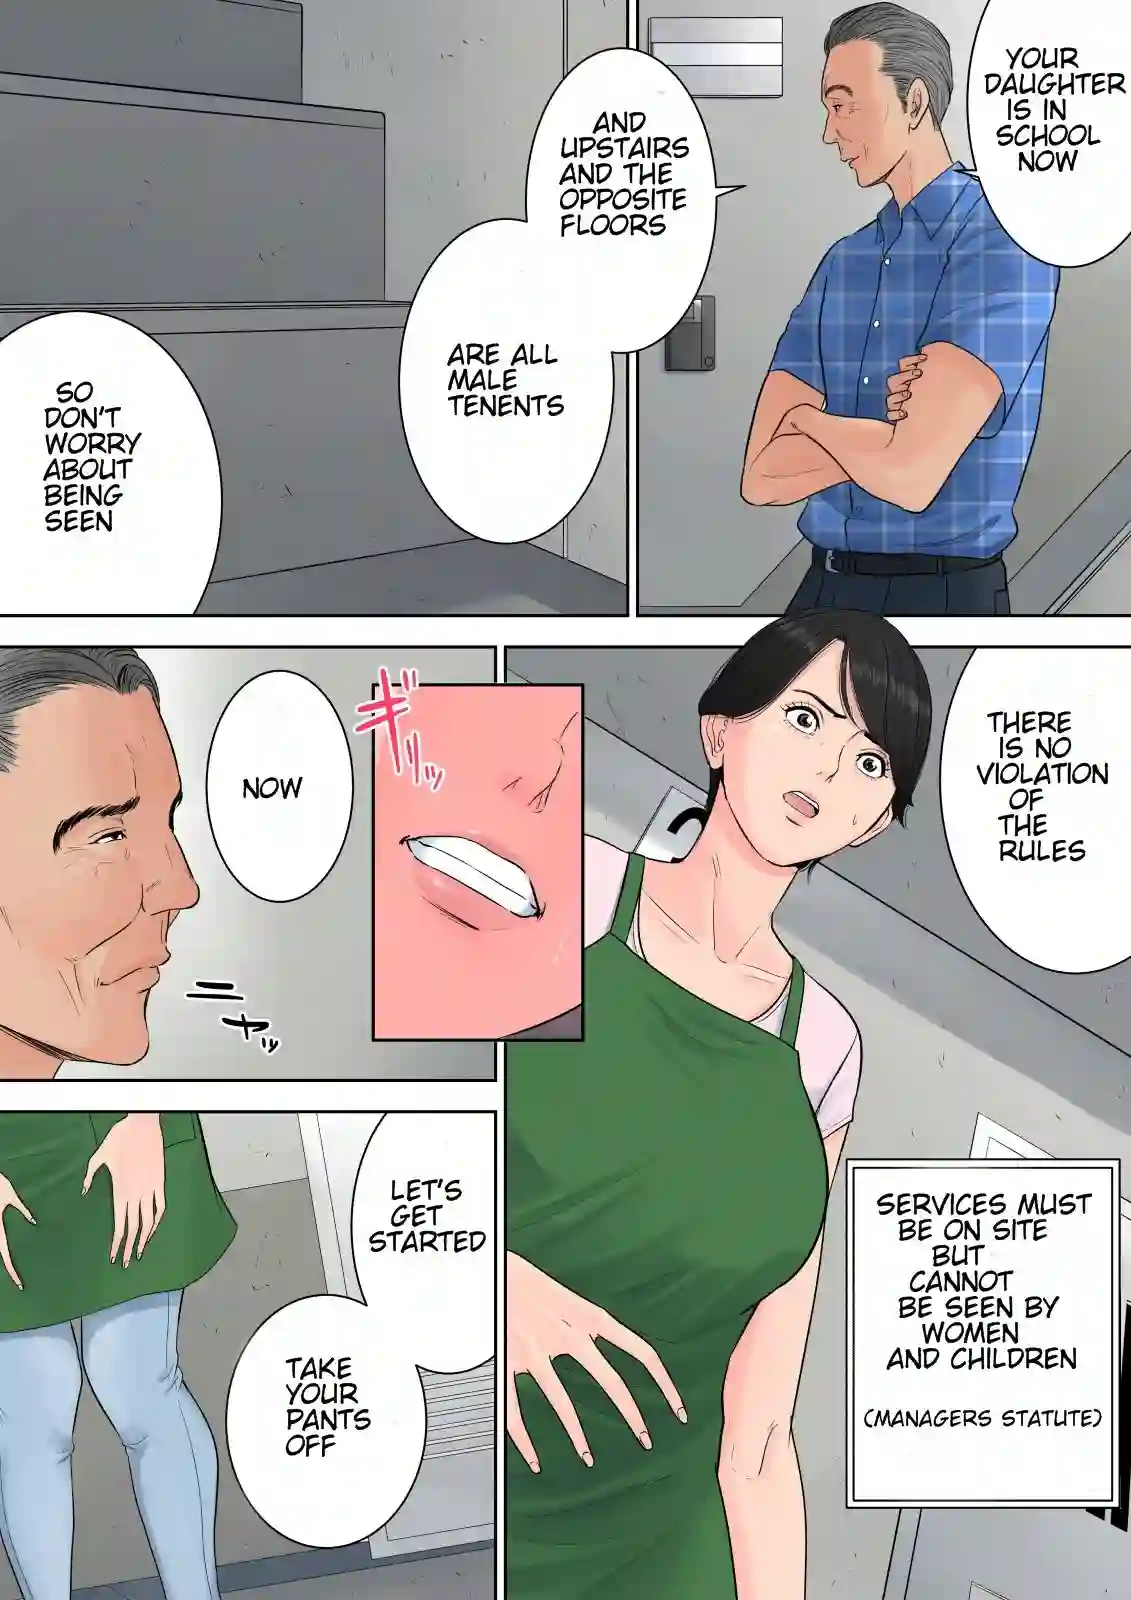 YOUR
DAUGHTER
IS IN
SCHOOL
NOW
AND
UPSTAIRS
AND THE
OPPOSITE
FLOORS
ARE ALL
MALE
TENENTS
SO
DON'T
WORRY
ABOUT
BEING
SEEN
THERE
IS NO
VIOLATION
OF
THE
RULES
SERVICES MUST
BE ON SITE
BUT
CANNOT
BE SEEN BY
WOMEN
AND CHILDREN
(MANAGERS STATUTE)
ギリッ
NOW
ニヤッ
LET'S
GET
STARTED
TAKE
YOUR
PANTS
OFF